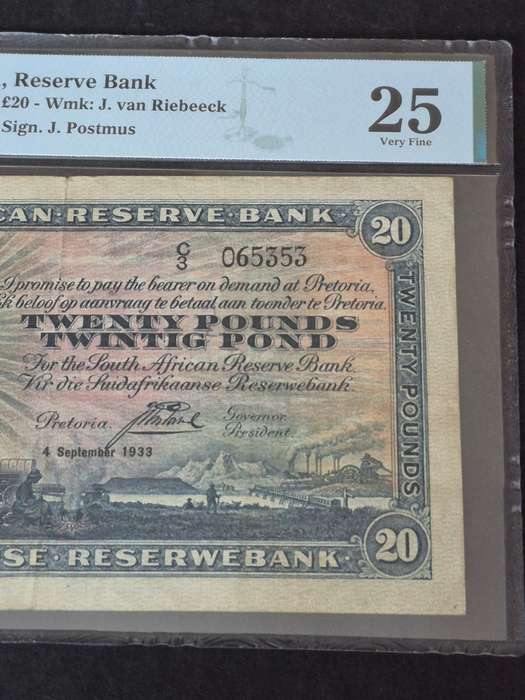 ., Reserve Bank
£20 - Wmk: J. van Riebeeck
Sign. J. Postmus
25
Very Fine
CAN·RESERVE·BANK
20
C/3 065353
I promise to pay the bearer on demand at Pretoria.
Ek beloof op aanvraag te betaal aan toonder te Pretoria.
TWENTY POUNDS
TWINTIG POND
For the South African Reserve Bank.
Vir die Suidafrikaanse Reserwebank.
Pretoria.
Governor
President.
4 September 1933
TWENTY POUNDS
SE·RESERWEBANK·
20